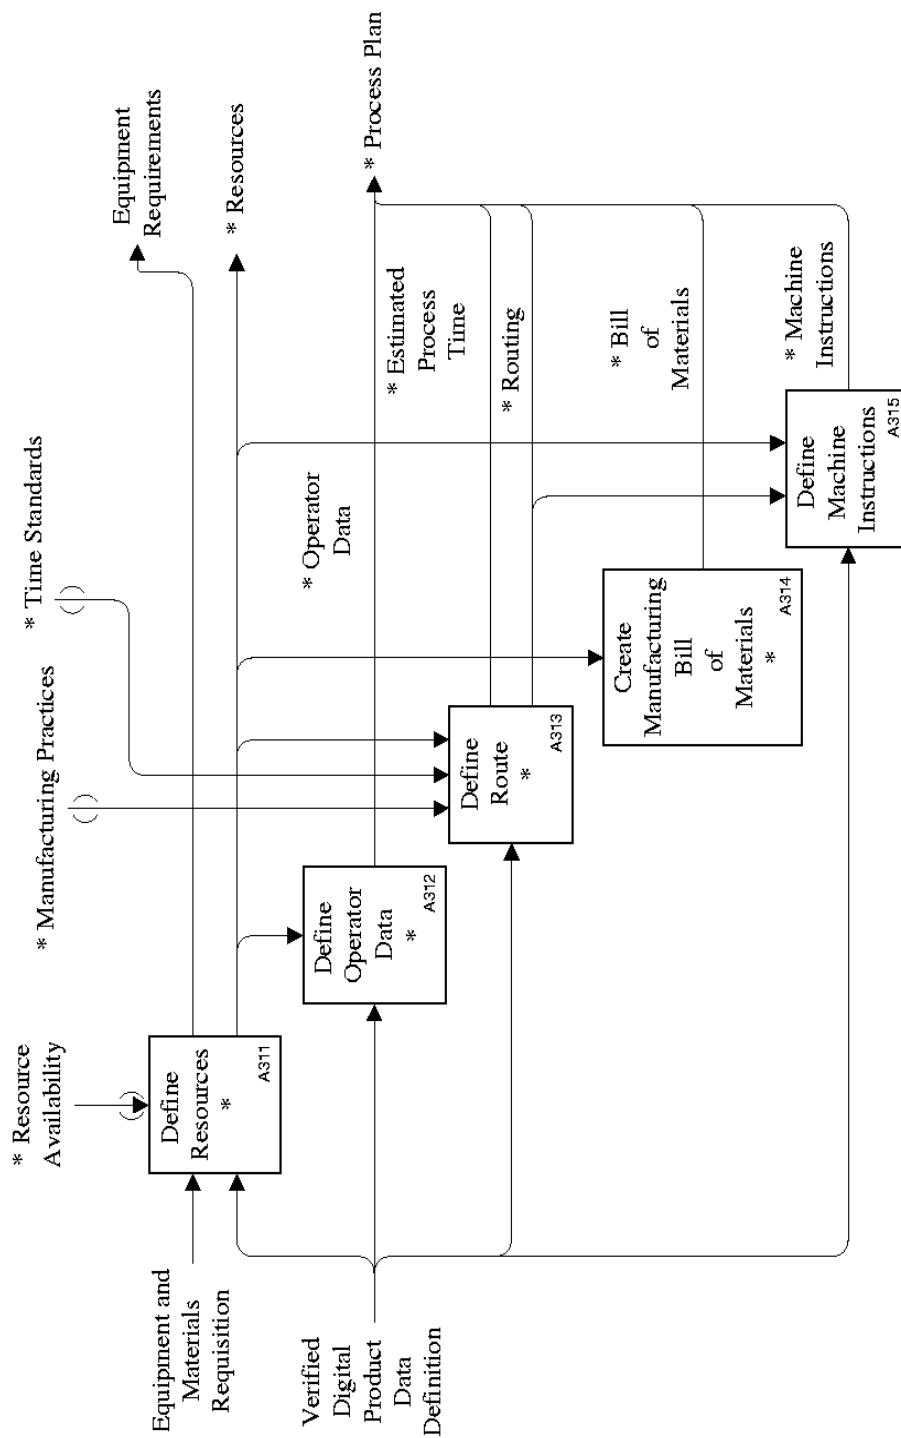 * Resource
Availability
* Manufacturing Practices
* Time Standards
Equipment
Requirements
* Resources
* Process Plan
Equipment and
Materials
Requisition
Verified
Digital
Product
Data
Definition
Define
Resources
*
A311
Define
Operator
Data
*
A312
* Operator
Data
Define
Route
*
A313
* Estimated
Process
Time
* Routing
Create
Manufacturing
Bill
of
Materials
*
A314
* Bill
of
Materials
Define
Machine
Instructions
A315
* Machine
Instructions